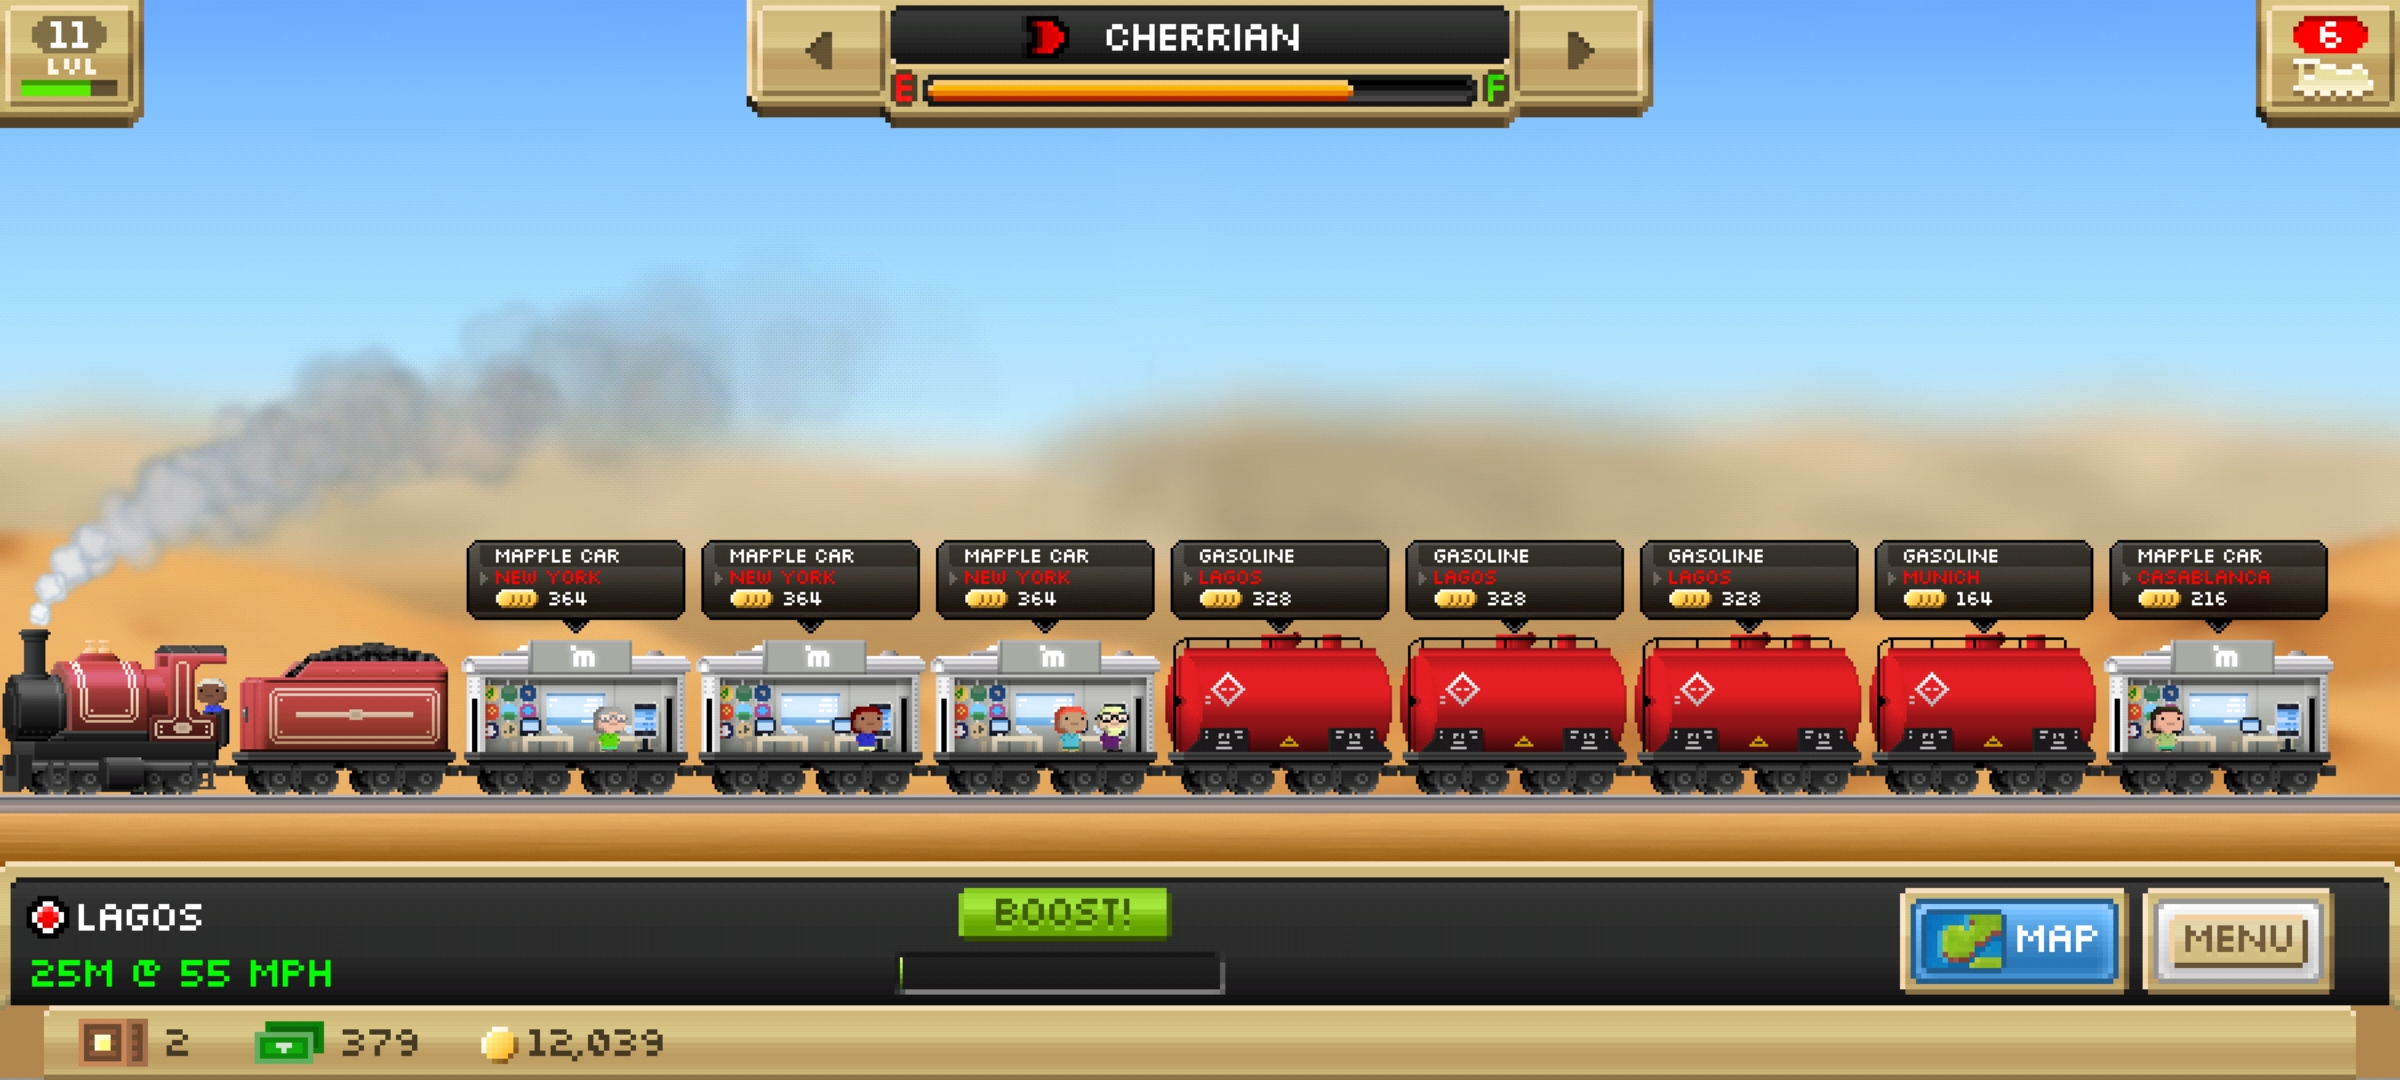 11
LVL
CHERRIAN
E F
6
MAPPLE CAR
NEW YORK
364
MAPPLE CAR
NEW YORK
364
MAPPLE CAR
NEW YORK
364
GASOLINE
LAGOS
328
GASOLINE
LAGOS
328
GASOLINE
LAGOS
328
GASOLINE
MUNICH
164
MAPPLE CAR
CASABLANCA
216
m
m
m
m
LAGOS
25M @ 55 MPH
BOOST!
MAP
MENU
2
379
12,039